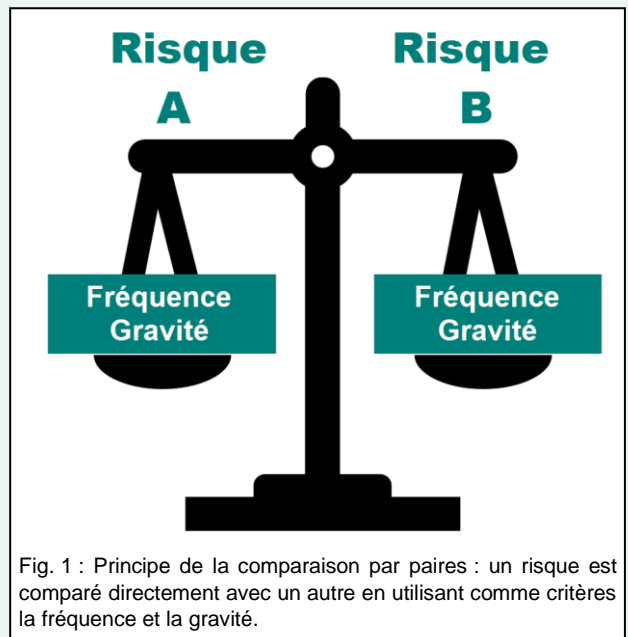 Risque
A
Risque
B
Fréquence
Gravité
Fréquence
Gravité
Fig. 1 : Principe de la comparaison par paires : un risque est
comparé directement avec un autre en utilisant comme critères
la fréquence et la gravité.